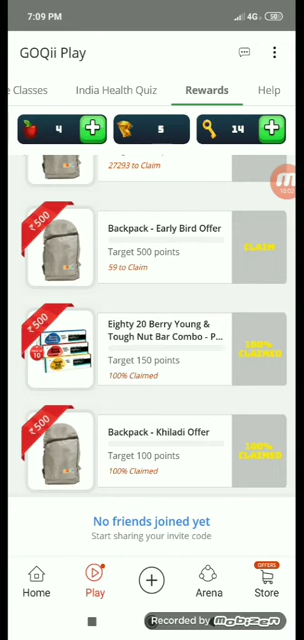 7:09 PM
4G
50
GOQii Play
e Classes
India Health Quiz
Rewards
Help
4
5
14
27293 to Claim
₹500
Backpack - Early Bird Offer
Target 500 points
59 to Claim
CLAIM
₹500
Eighty 20 Berry Young &
Tough Nut Bar Combo - P...
Target 150 points
100% Claimed
100%
CLAIMED
₹500
Backpack - Khiladi Offer
Target 100 points
100% Claimed
100%
CLAIMED
No friends joined yet
Start sharing your invite code
OFFERS
Home
Play
Arena
Store
Recorded by Mobizen